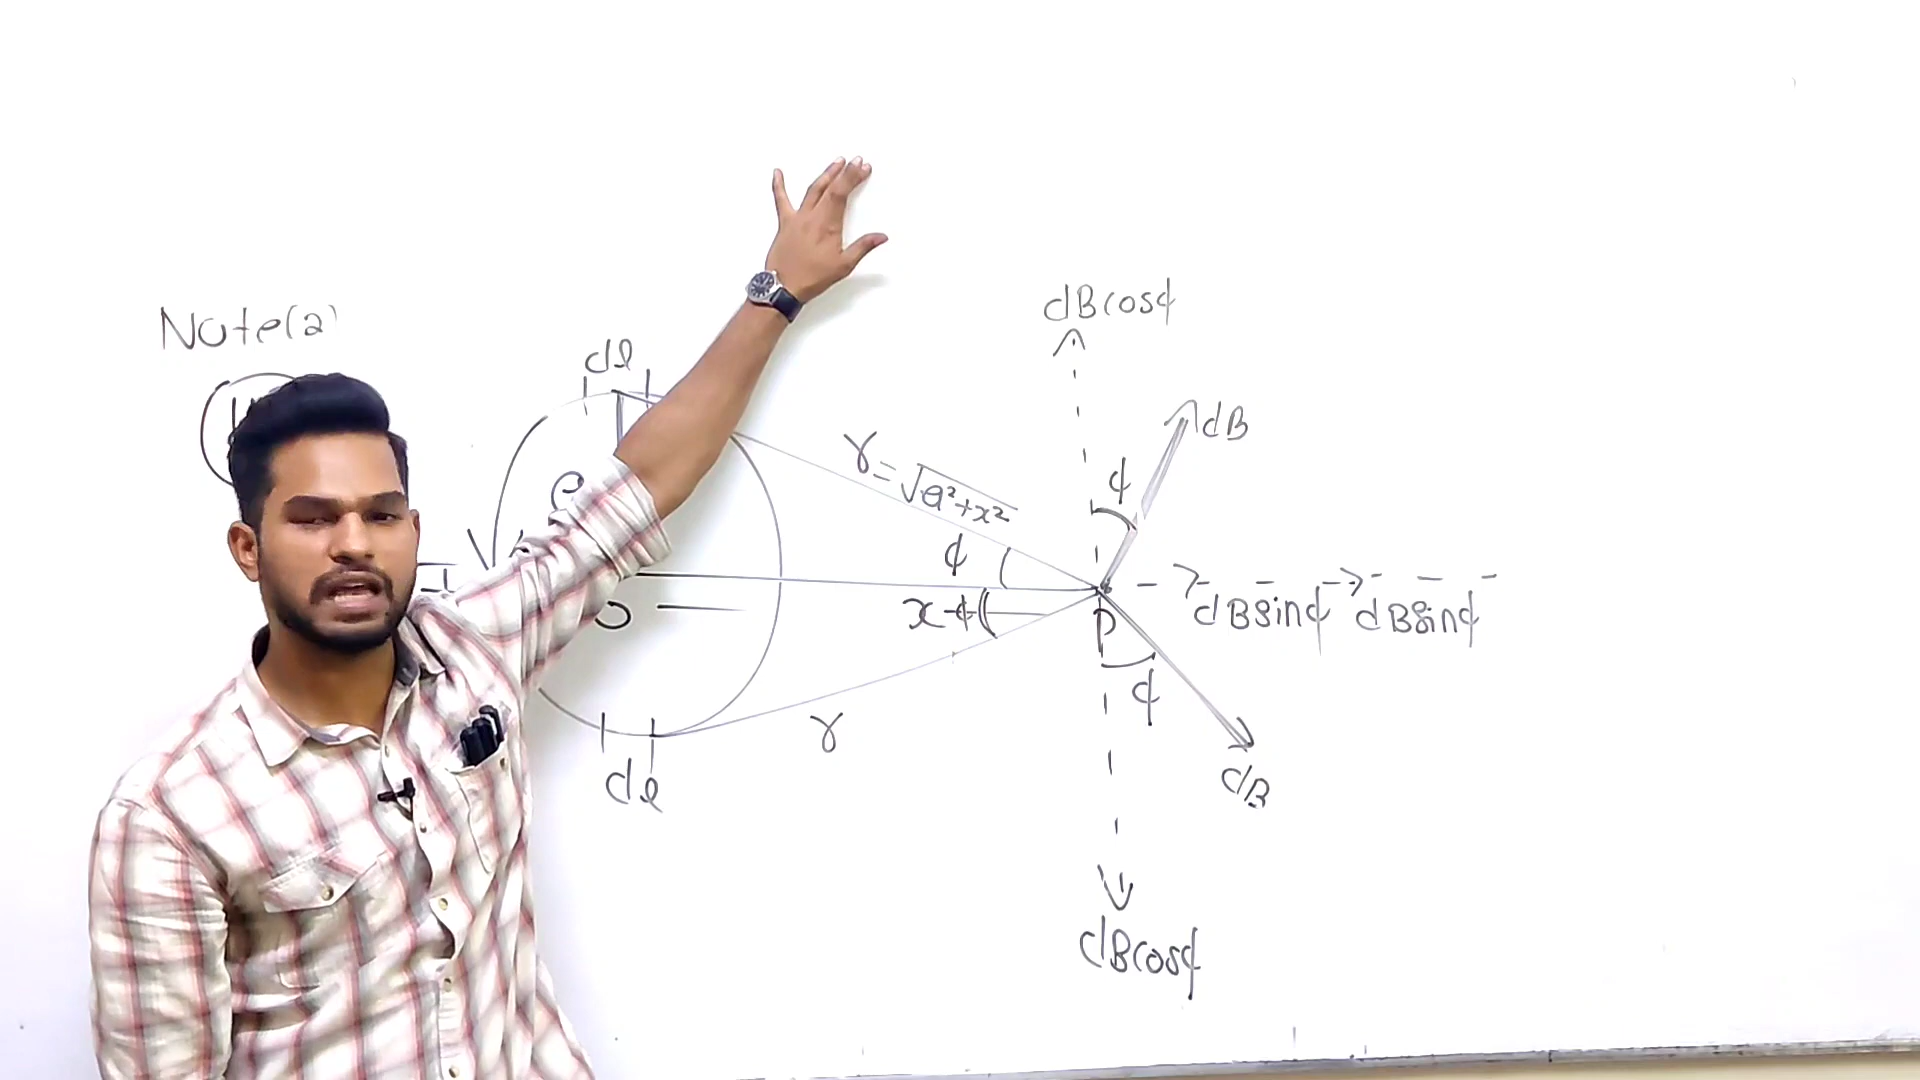 Note(a)
dl
a
r=√a²+x²
ϕ
x
ϕ
O
r
dl
dBcosϕ
dB
ϕ
P
dBsinϕ
dBsinϕ
ϕ
dB
dBcosϕ